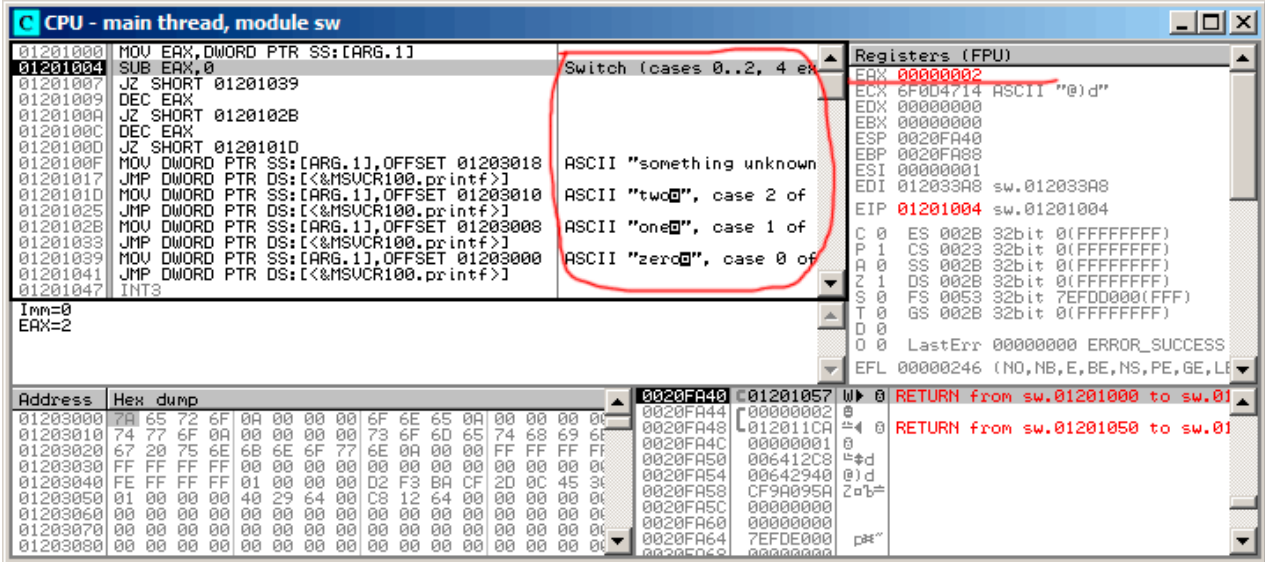 CPU - main thread, module sw
01201000 MOV EAX,DWORD PTR SS:[ARG.1]
01201004 SUB EAX,0 Switch (cases 0..2, 4 ex
01201007 JZ SHORT 01201039
01201009 DEC EAX
0120100A JZ SHORT 0120102B
0120100C DEC EAX
0120100D JZ SHORT 0120101D
0120100F MOV DWORD PTR SS:[ARG.1],OFFSET 01203018 ASCII "something unknown
01201017 JMP DWORD PTR DS:[<&MSVCR100.printf>]
0120101D MOV DWORD PTR SS:[ARG.1],OFFSET 01203010 ASCII "two◙", case 2 of
01201025 JMP DWORD PTR DS:[<&MSVCR100.printf>]
0120102B MOV DWORD PTR SS:[ARG.1],OFFSET 01203008 ASCII "one◙", case 1 of
01201033 JMP DWORD PTR DS:[<&MSVCR100.printf>]
01201039 MOV DWORD PTR SS:[ARG.1],OFFSET 01203000 ASCII "zero◙", case 0 of
01201041 JMP DWORD PTR DS:[<&MSVCR100.printf>]
01201047 INT3
Imm=0
EAX=2
Registers (FPU)
EAX 00000002
ECX 6F0D4714 ASCII "@)d"
EDX 00000000
EBX 00000000
ESP 0020FA40
EBP 0020FA88
ESI 00000001
EDI 012033A8 sw.012033A8
EIP 01201004 sw.01201004
C 0 ES 002B 32bit 0(FFFFFFFF)
P 1 CS 0023 32bit 0(FFFFFFFF)
A 0 SS 002B 32bit 0(FFFFFFFF)
Z 1 DS 002B 32bit 0(FFFFFFFF)
S 0 FS 0053 32bit 7EFDD000(FFF)
T 0 GS 002B 32bit 0(FFFFFFFF)
D 0
O 0 LastErr 00000000 ERROR_SUCCESS
EFL 00000246 (NO,NB,E,BE,NS,PE,GE,LE
Address Hex dump
01203000 7A 65 72 6F 0A 00 00 00 6F 6E 65 0A 00 00 00 00
01203010 74 77 6F 0A 00 00 00 00 73 6F 6D 65 74 68 69 6E
01203020 67 20 75 6E 6B 6E 6F 77 6E 0A 00 00 FF FF FF FF
01203030 FF FF FF FF 00 00 00 00 00 00 00 00 00 00 00 00
01203040 FE FF FF FF 01 00 00 00 D2 F3 BA CF 2D 0C 45 30
01203050 01 00 00 00 40 29 64 00 C8 12 64 00 00 00 00 00
01203060 00 00 00 00 00 00 00 00 00 00 00 00 00 00 00 00
01203070 00 00 00 00 00 00 00 00 00 00 00 00 00 00 00 00
01203080 00 00 00 00 00 00 00 00 00 00 00 00 00 00 00 00
0020FA40 01201057 RETURN from sw.01201000 to sw.01
0020FA44 00000002
0020FA48 012011CA RETURN from sw.01201050 to sw.01
0020FA4C 00000001
0020FA50 006412C8
0020FA54 00642940 @)d
0020FA58 CF9A095A
0020FA5C 00000000
0020FA60 00000000
0020FA64 7EFDE000
0020FA68 00000000